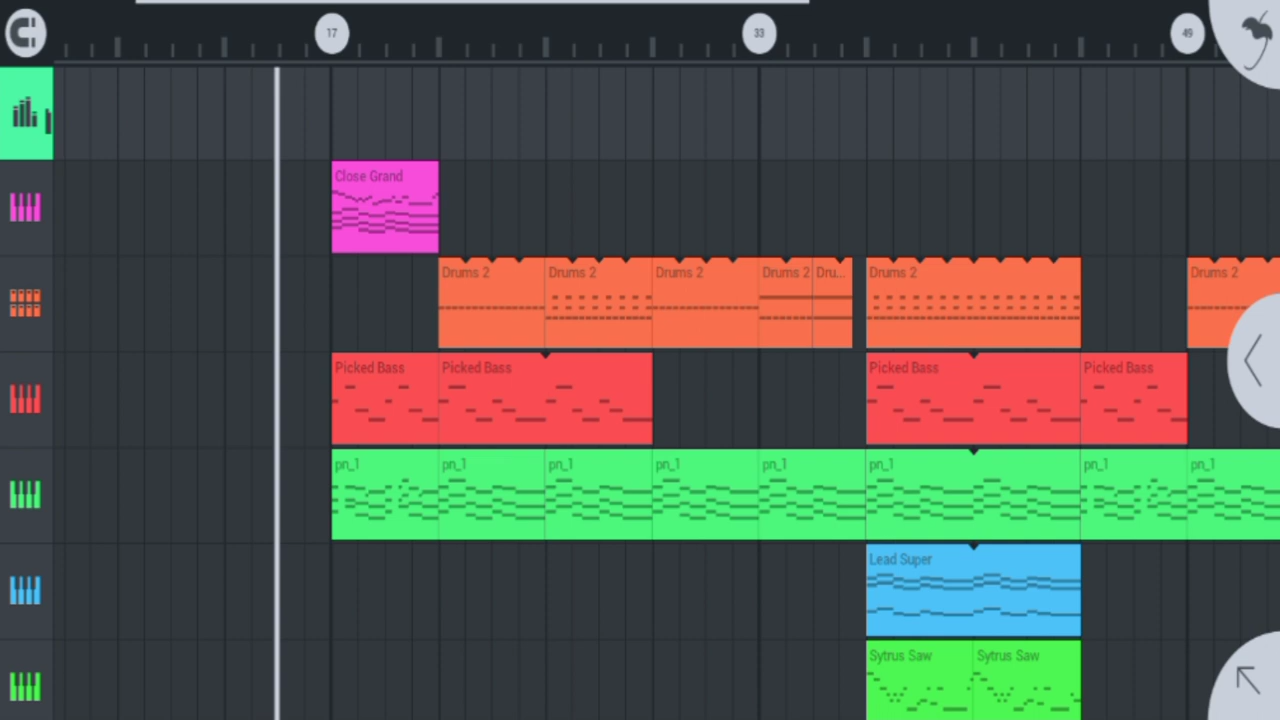 17 33 49
Close Grand
Drums 2 Drums 2 Drums 2 Drums 2 Dru... Drums 2 Drums 2
Picked Bass Picked Bass Picked Bass Picked Bass
pn_1 pn_1 pn_1 pn_1 pn_1 pn_1 pn_1 pn_1
Lead Super
Sytrus Saw Sytrus Saw